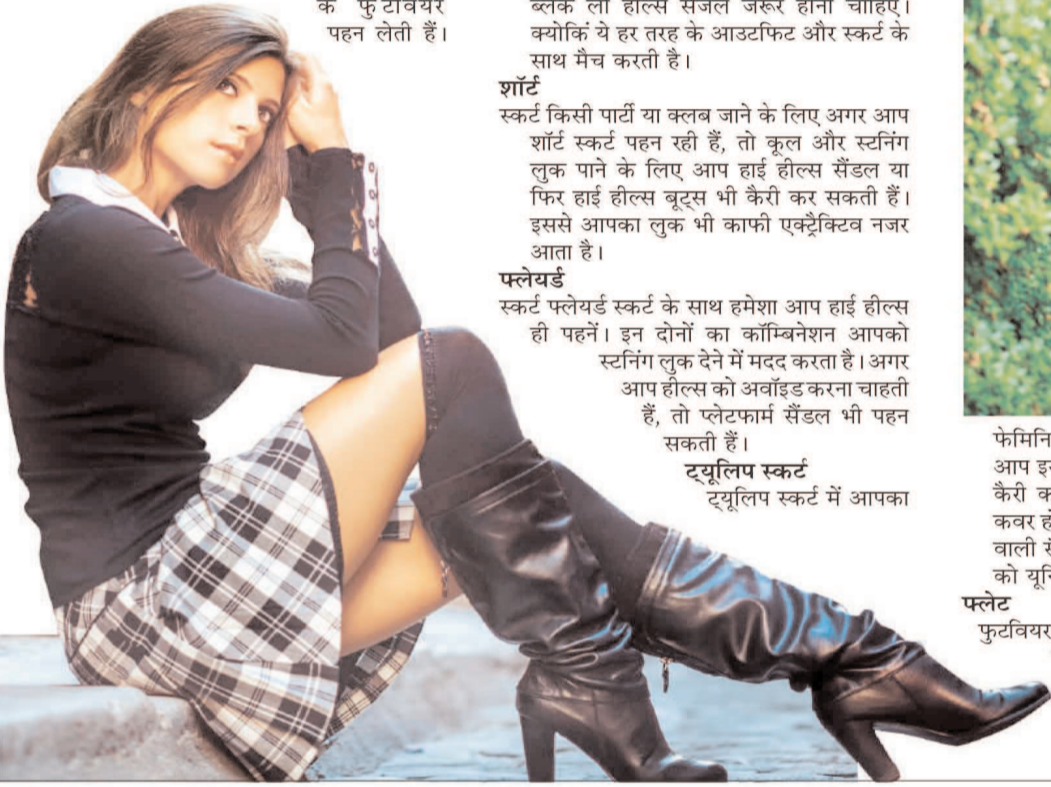 के फुटवियर
पहन लेती हैं।
ब्लैक लो हील्स सैंजल जरूर होना चाहिए।
क्योकिं ये हर तरह के आउटफिट और स्कर्ट के
साथ मैच करती है।
शॉर्ट
स्कर्ट किसी पार्टी या क्लब जाने के लिए अगर आप
शॉर्ट स्कर्ट पहन रही हैं, तो कूल और स्टनिंग
लुक पाने के लिए आप हाई हील्स सैंडल या
फिर हाई हील्स बूट्स भी कैरी कर सकती हैं।
इससे आपका लुक भी काफी एक्ट्रैक्टिव नजर
आता है।
फ्लेयर्ड
स्कर्ट फ्लेयर्ड स्कर्ट के साथ हमेशा आप हाई हील्स
ही पहनें। इन दोनों का कॉम्बिनेशन आपको
स्टनिंग लुक देने में मदद करता है। अगर
आप हील्स को अवॉइड करना चाहती
हैं, तो प्लेटफार्म सैंडल भी पहन
सकती हैं।
ट्यूलिप स्कर्ट
ट्यूलिप स्कर्ट में आपका
फेमिनि
आप
कैरी
कवर
वाली
को
फ्लेट
फुटवियर